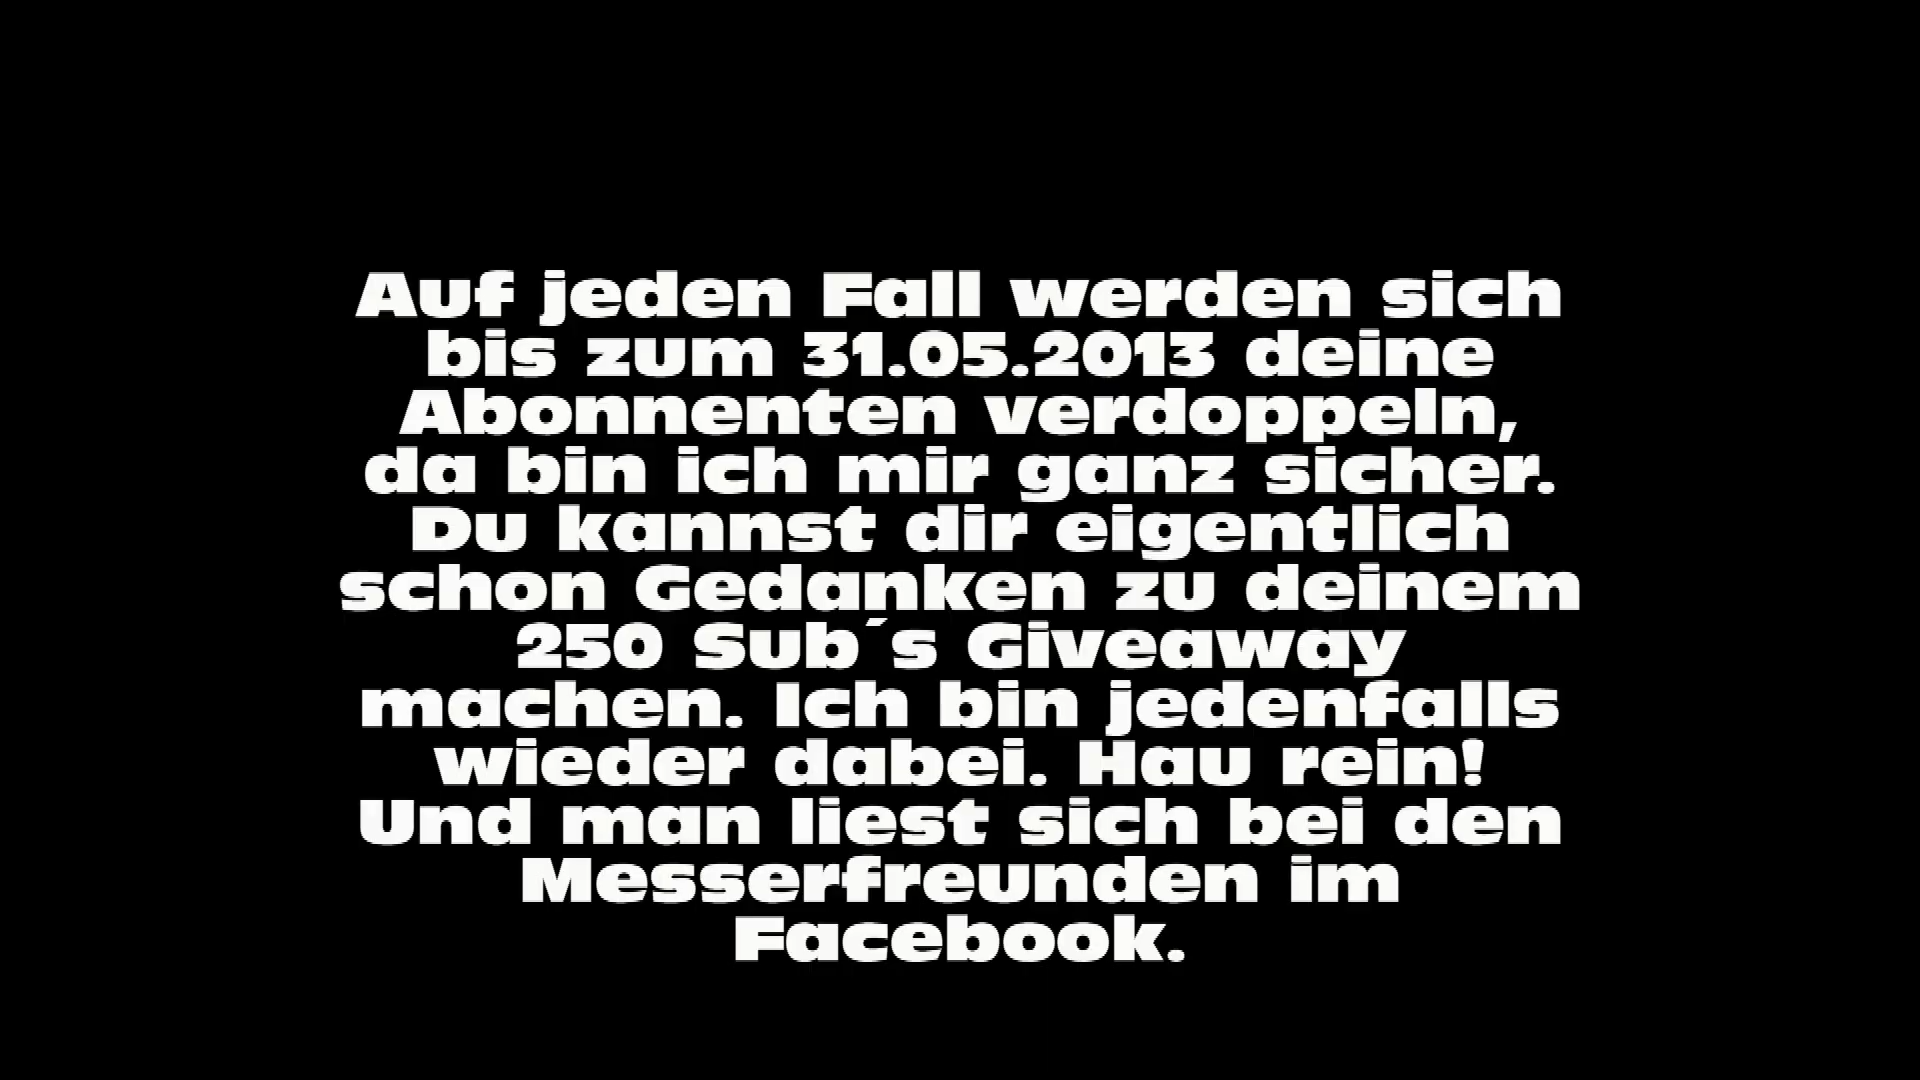 Auf jeden Fall werden sich
bis zum 31.05.2013 deine
Abonnenten verdoppeln,
da bin ich mir ganz sicher.
Du kannst dir eigentlich
schon Gedanken zu deinem
250 Sub´s Giveaway
machen. Ich bin jedenfalls
wieder dabei. Hau rein!
Und man liest sich bei den
Messerfreunden im
Facebook.